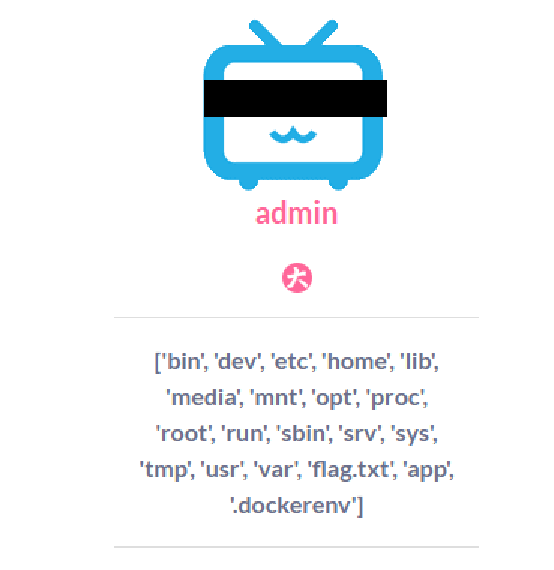 admin
大
['bin', 'dev', 'etc', 'home', 'lib',
'media', 'mnt', 'opt', 'proc',
'root', 'run', 'sbin', 'srv', 'sys',
'tmp', 'usr', 'var', 'flag.txt', 'app',
'.dockerenv']